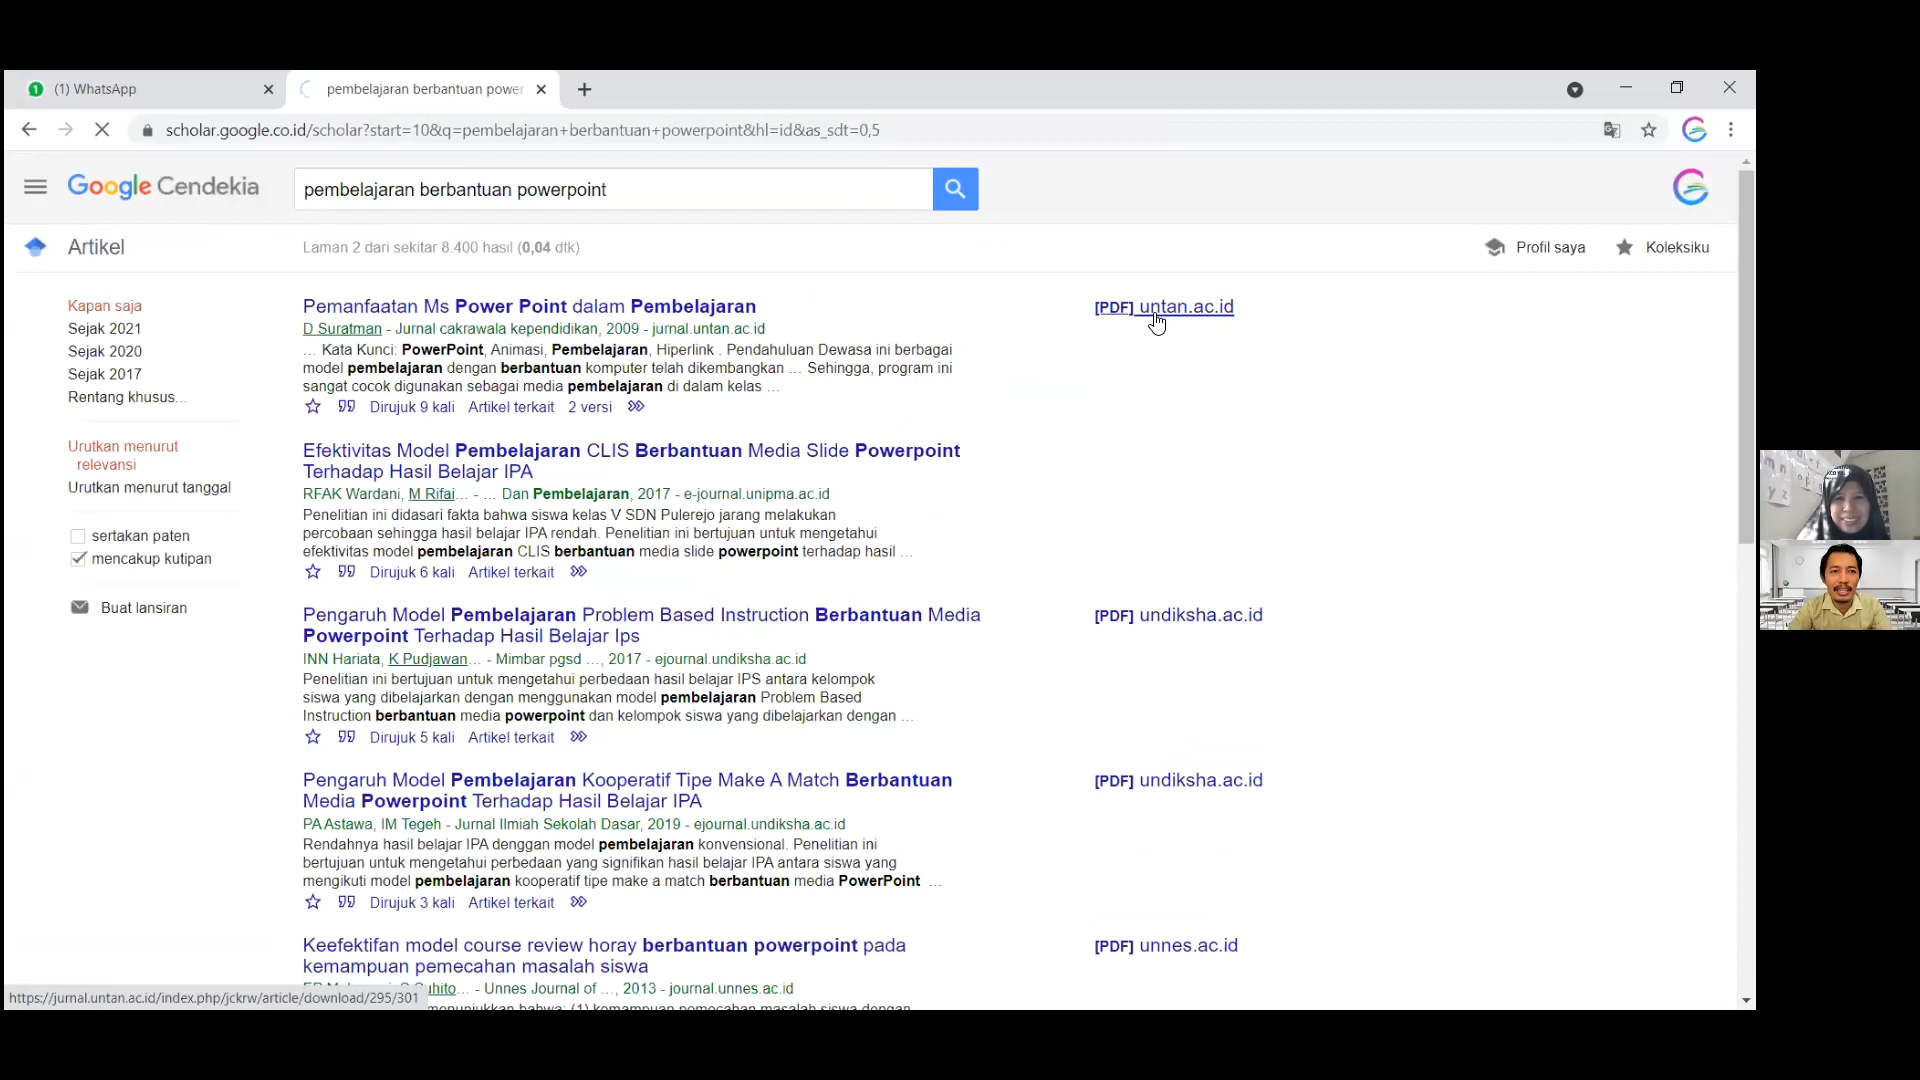 (1) WhatsApp
pembelajaran berbantuan power
scholar.google.co.id/scholar?start=10&q=pembelajaran+berbantuan+powerpoint&hl=id&as_sdt=0,5
Google Cendekia
pembelajaran berbantuan powerpoint
Artikel
Laman 2 dari sekitar 8.400 hasil (0,04 dtk)
Profil saya
Koleksiku
Kapan saja
Sejak 2021
Sejak 2020
Sejak 2017
Rentang khusus...
Urutkan menurut
relevansi
Urutkan menurut tanggal
sertakan paten
mencakup kutipan
Buat lansiran
Pemanfaatan Ms Power Point dalam Pembelajaran
[PDF] untan.ac.id
D Suratman - Jurnal cakrawala kependidikan, 2009 - jurnal.untan.ac.id
... Kata Kunci: PowerPoint, Animasi, Pembelajaran, Hiperlink . Pendahuluan Dewasa ini berbagai
model pembelajaran dengan berbantuan komputer telah dikembangkan ... Sehingga, program ini
sangat cocok digunakan sebagai media pembelajaran di dalam kelas ...
Dirujuk 9 kali Artikel terkait 2 versi
Efektivitas Model Pembelajaran CLIS Berbantuan Media Slide Powerpoint
Terhadap Hasil Belajar IPA
RFAK Wardani, M Rifai... - ... Dan Pembelajaran, 2017 - e-journal.unipma.ac.id
Penelitian ini didasari fakta bahwa siswa kelas V SDN Pulerejo jarang melakukan
percobaan sehingga hasil belajar IPA rendah. Penelitian ini bertujuan untuk mengetahui
efektivitas model pembelajaran CLIS berbantuan media slide powerpoint terhadap hasil ...
Dirujuk 6 kali Artikel terkait
Pengaruh Model Pembelajaran Problem Based Instruction Berbantuan Media
Powerpoint Terhadap Hasil Belajar Ips
[PDF] undiksha.ac.id
INN Hariata, K Pudjawan... - Mimbar pgsd ..., 2017 - ejournal.undiksha.ac.id
Penelitian ini bertujuan untuk mengetahui perbedaan hasil belajar IPS antara kelompok
siswa yang dibelajarkan dengan menggunakan model pembelajaran Problem Based
Instruction berbantuan media powerpoint dan kelompok siswa yang dibelajarkan dengan ...
Dirujuk 5 kali Artikel terkait
Pengaruh Model Pembelajaran Kooperatif Tipe Make A Match Berbantuan
Media Powerpoint Terhadap Hasil Belajar IPA
[PDF] undiksha.ac.id
PA Astawa, IM Tegeh - Jurnal Ilmiah Sekolah Dasar, 2019 - ejournal.undiksha.ac.id
Rendahnya hasil belajar IPA denggan model pembelajaran konvensional. Penelitian ini
bertujuan untuk mengetahui perbedaan yang signifikan hasil belajar IPA antara siswa yang
mengikuti model pembelajaran kooperatif tipe make a match berbantuan media PowerPoint ...
Dirujuk 3 kali Artikel terkait
Keefektifan model course review horay berbantuan powerpoint pada
kemampuan pemecahan masalah siswa
[PDF] unnes.ac.id
... - Unnes Journal of ..., 2013 - journal.unnes.ac.id
menunjukkan bahwa: (1) kemampuan pemecahan masalah siswa dengan
https://jurnal.untan.ac.id/index.php/jckrw/article/download/295/301